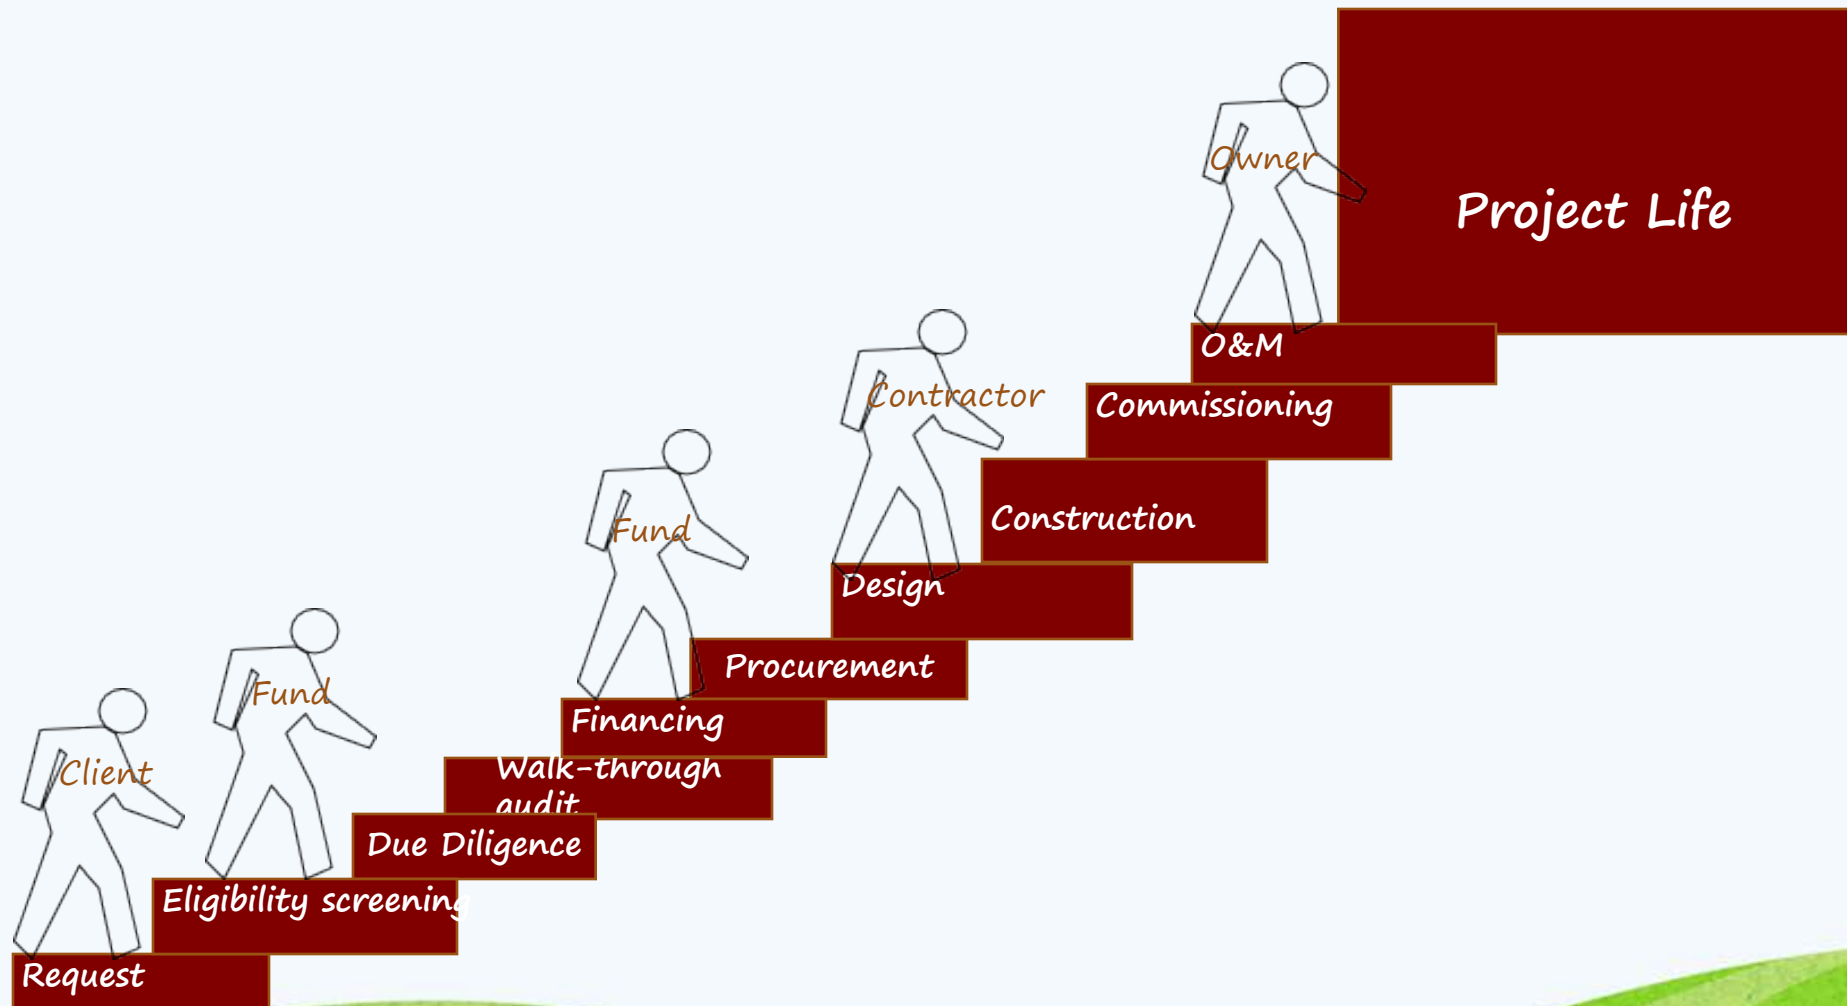 Owner
Project Life
O&M
Contractor
Commissioning
Construction
Fund
Design
Procurement
Fund
Financing
Client
Walk-through
audit
Due Diligence
Eligibility screening
Request